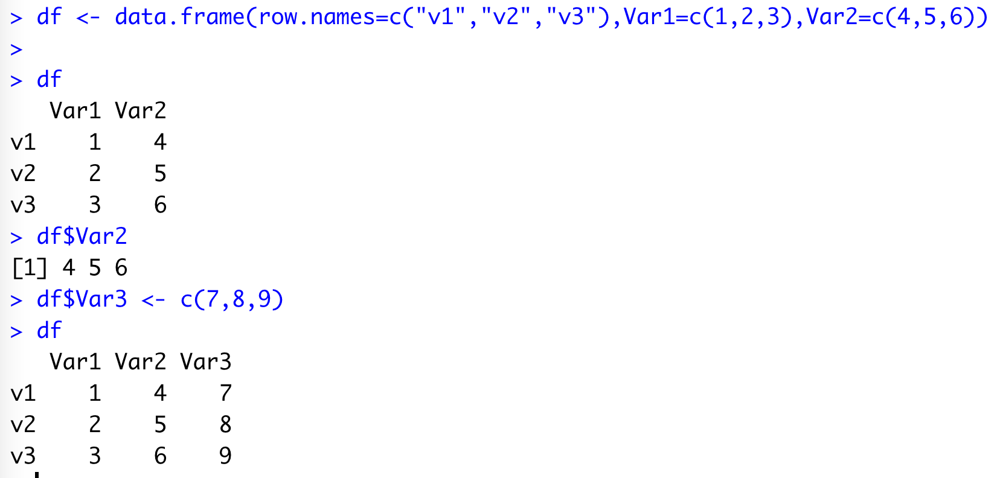 > df <- data.frame(row.names=c("v1","v2","v3"),Var1=c(1,2,3),Var2=c(4,5,6))
>
> df
   Var1 Var2
v1    1    4
v2    2    5
v3    3    6
> df$Var2
[1] 4 5 6
> df$Var3 <- c(7,8,9)
> df
   Var1 Var2 Var3
v1    1    4    7
v2    2    5    8
v3    3    6    9